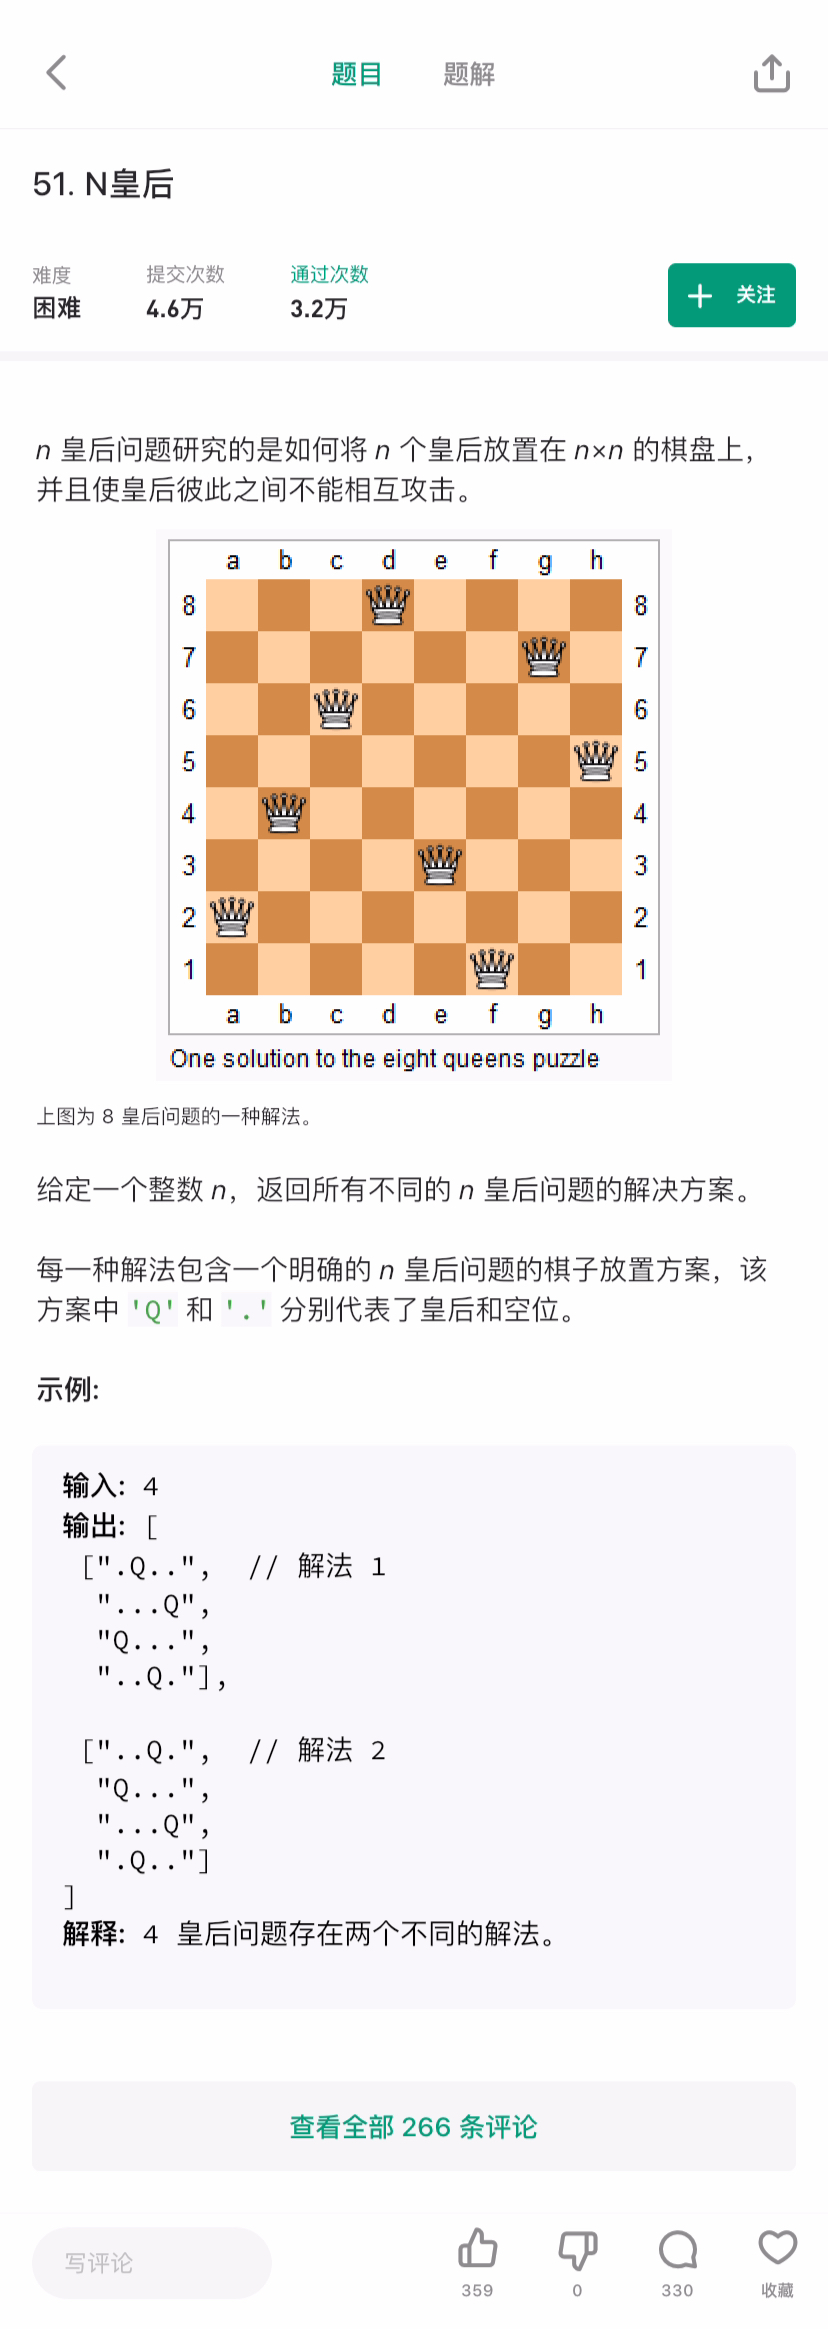 题目 题解
51. N皇后
难度 提交次数 通过次数
困难 4.6万 3.2万
关注
n 皇后问题研究的是如何将 n 个皇后放置在 n×n 的棋盘上，
并且使皇后彼此之间不能相互攻击。
a b c d e f g h
8 8
7 7
6 6
5 5
4 4
3 3
2 2
1 1
a b c d e f g h
One solution to the eight queens puzzle
上图为 8 皇后问题的一种解法。
给定一个整数 n，返回所有不同的 n 皇后问题的解决方案。
每一种解法包含一个明确的 n 皇后问题的棋子放置方案，该
方案中 'Q' 和 '.' 分别代表了皇后和空位。
示例:
输入: 4
输出: [
[".Q..", // 解法 1
"...Q",
"Q...",
"..Q."],
["..Q.", // 解法 2
"Q...",
"...Q",
".Q.."]
]
解释: 4 皇后问题存在两个不同的解法。
查看全部 266 条评论
写评论
359 0 330 收藏